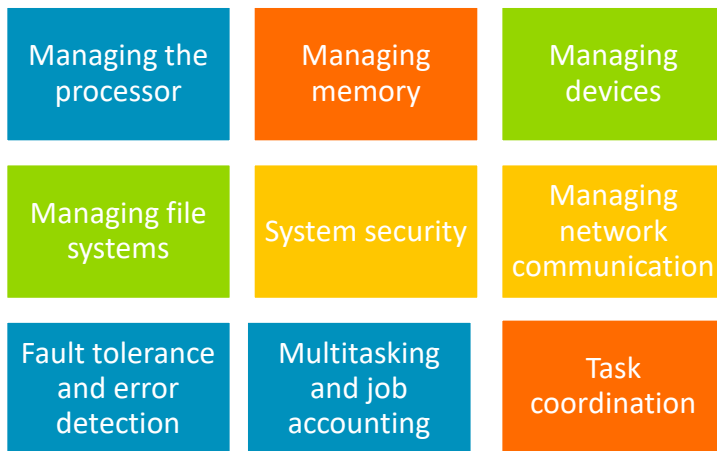 Managing the
processor
Managing
memory
Managing
devices
Managing file
systems
System security
Managing
network
communication
Fault tolerance
and error
detection
Multitasking
and job
accounting
Task
coordination